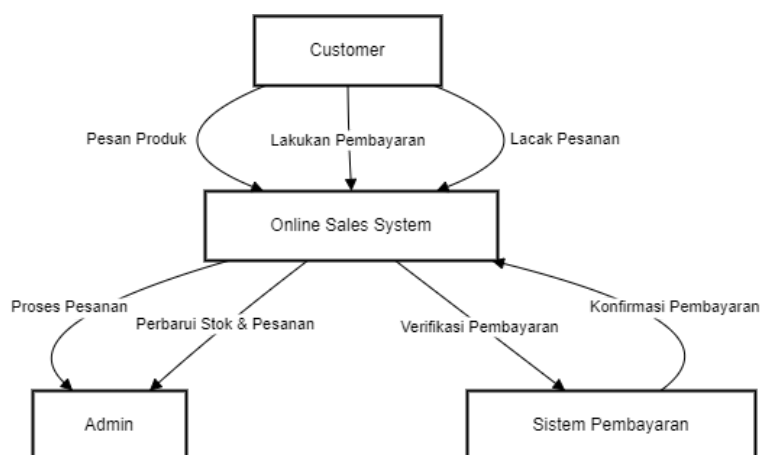 Customer
Pesan Produk
Lakukan Pembayaran
Lacak Pesanan
Online Sales System
Proses Pesanan
Perbarui Stok & Pesanan
Verifikasi Pembayaran
Konfirmasi Pembayaran
Admin
Sistem Pembayaran